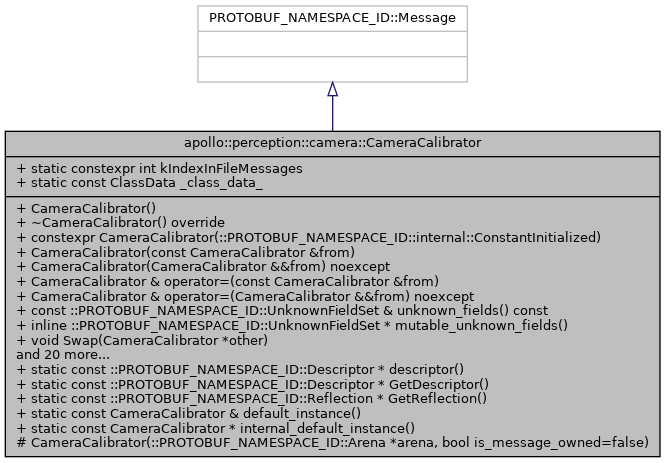 PROTOBUF_NAMESPACE_ID::Message
apollo::perception::camera::CameraCalibrator
+ static constexpr int kIndexInFileMessages
+ static const ClassData _class_data_
+ CameraCalibrator()
+ ~CameraCalibrator() override
+ constexpr CameraCalibrator(::PROTOBUF_NAMESPACE_ID::internal::ConstantInitialized)
+ CameraCalibrator(const CameraCalibrator &from)
+ CameraCalibrator(CameraCalibrator &&from) noexcept
+ CameraCalibrator & operator=(const CameraCalibrator &from)
+ CameraCalibrator & operator=(CameraCalibrator &&from) noexcept
+ const ::PROTOBUF_NAMESPACE_ID::UnknownFieldSet & unknown_fields() const
+ inline ::PROTOBUF_NAMESPACE_ID::UnknownFieldSet * mutable_unknown_fields()
+ void Swap(CameraCalibrator *other)
and 20 more...
+ static const ::PROTOBUF_NAMESPACE_ID::Descriptor * descriptor()
+ static const ::PROTOBUF_NAMESPACE_ID::Descriptor * GetDescriptor()
+ static const ::PROTOBUF_NAMESPACE_ID::Reflection * GetReflection()
+ static const CameraCalibrator & default_instance()
+ static const CameraCalibrator * internal_default_instance()
# CameraCalibrator(::PROTOBUF_NAMESPACE_ID::Arena *arena, bool is_message_owned=false)